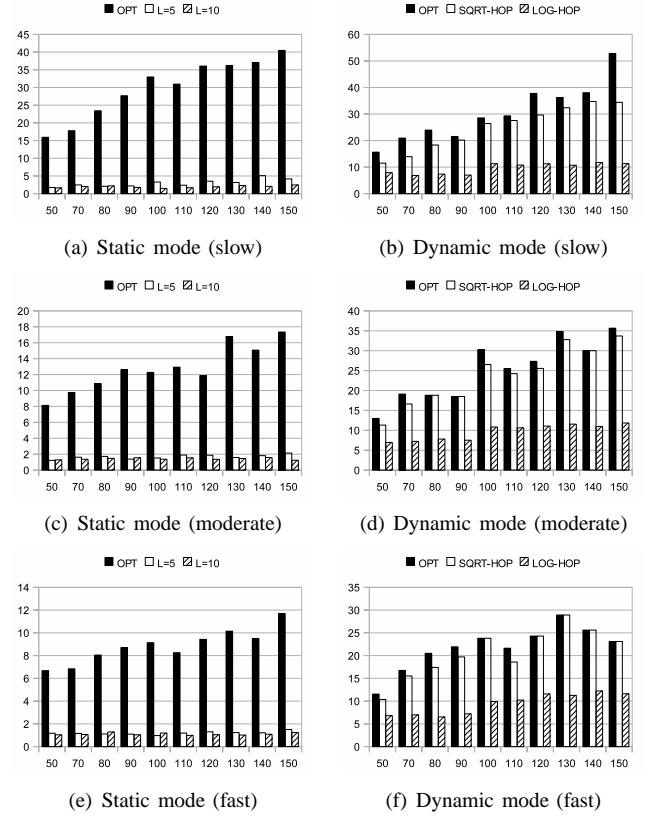 OPT L=5 L=10
45
40
35
30
25
20
15
10
5
0
50 70 80 90 100 110 120 130 140 150
(a) Static mode (slow)
OPT SQRT-HOP LOG-HOP
60
50
40
30
20
10
0
50 70 80 90 100 110 120 130 140 150
(b) Dynamic mode (slow)
OPT L=5 L=10
20
18
16
14
12
10
8
6
4
2
0
50 70 80 90 100 110 120 130 140 150
(c) Static mode (moderate)
OPT SQRT-HOP LOG-HOP
40
35
30
25
20
15
10
5
0
50 70 80 90 100 110 120 130 140 150
(d) Dynamic mode (moderate)
OPT L=5 L=10
14
12
10
8
6
4
2
0
50 70 80 90 100 110 120 130 140 150
(e) Static mode (fast)
OPT SQRT-HOP LOG-HOP
35
30
25
20
15
10
5
0
50 70 80 90 100 110 120 130 140 150
(f) Dynamic mode (fast)